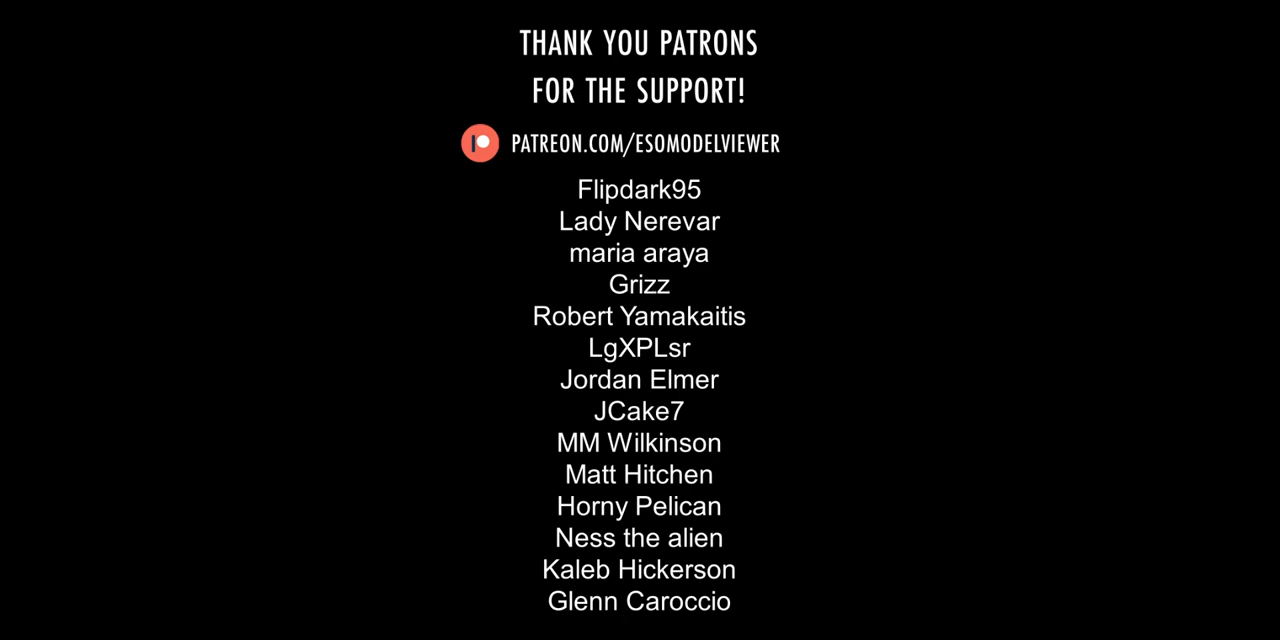 THANK YOU PATRONS
FOR THE SUPPORT!
PATREON.COM/ESOMODELVIEWER
Flipdark95
Lady Nerevar
maria araya
Grizz
Robert Yamakaitis
LgXPLsr
Jordan Elmer
JCake7
MM Wilkinson
Matt Hitchen
Horny Pelican
Ness the alien
Kaleb Hickerson
Glenn Caroccio